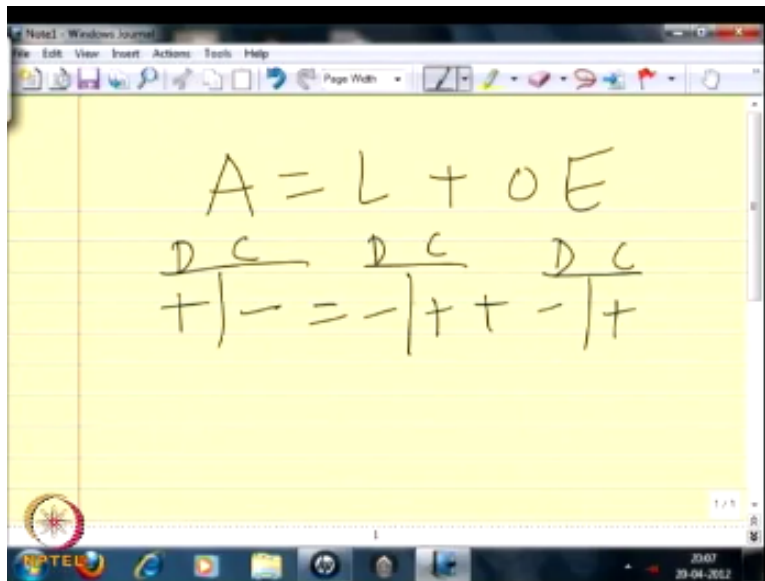 Note1 - Windows Journal
File Edit View Insert Actions Tools Help
Page Width
A = L + OE
D C D C D C
+ | - = - | + + - | +
1 / 1
1
NPTEL
20:07
20-04-2012